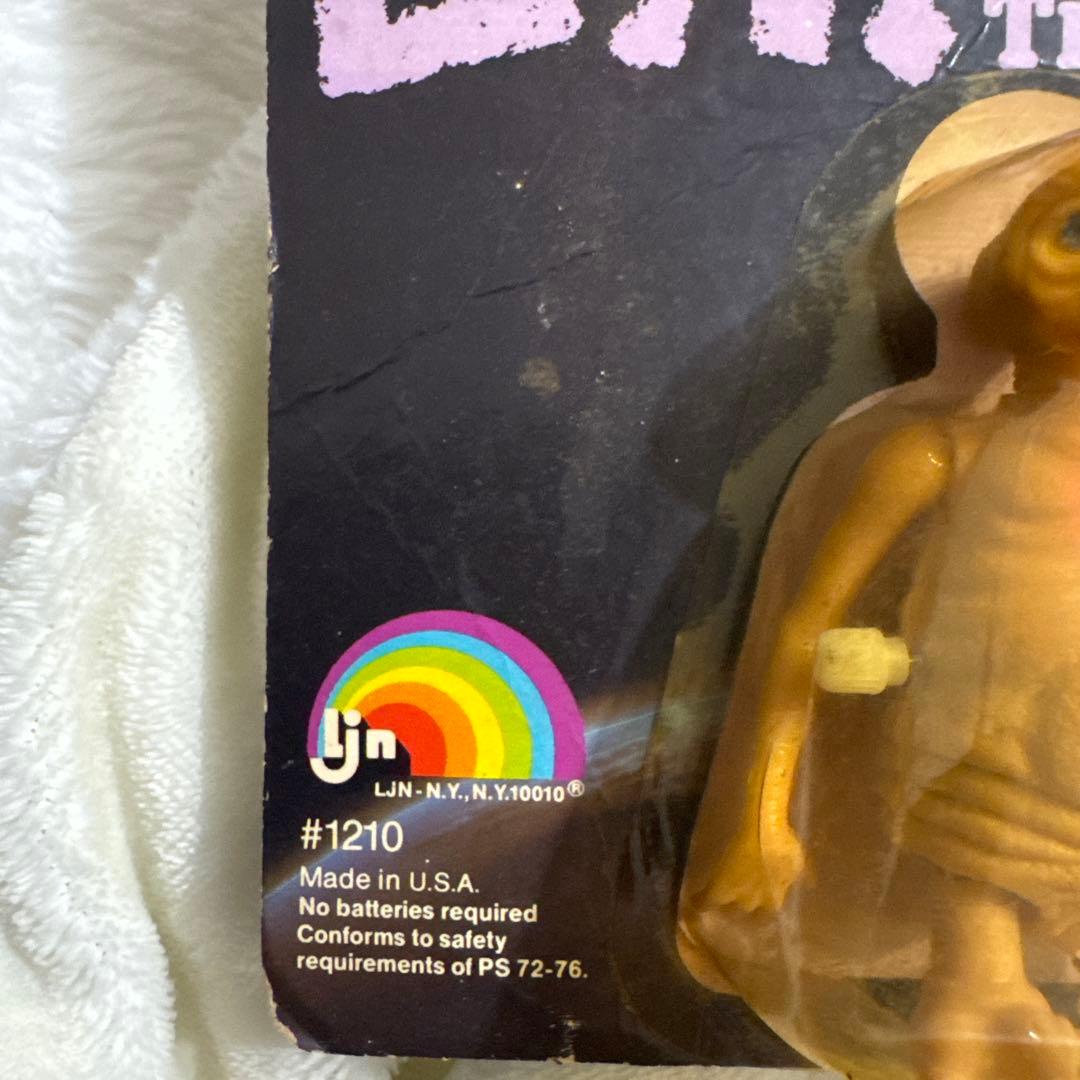 ljn
LJN-N.Y., N.Y.10010®
#1210
Made in U.S.A.
No batteries required
Conforms to safety
requirements of PS 72-76.